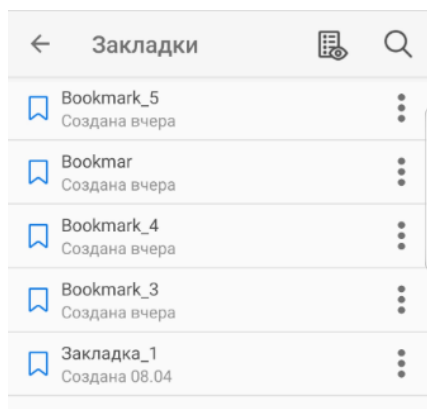 Закладки
Bookmark_5
Создана вчера
Bookmar
Создана вчера
Bookmark_4
Создана вчера
Bookmark_3
Создана вчера
Закладка_1
Создана 08.04